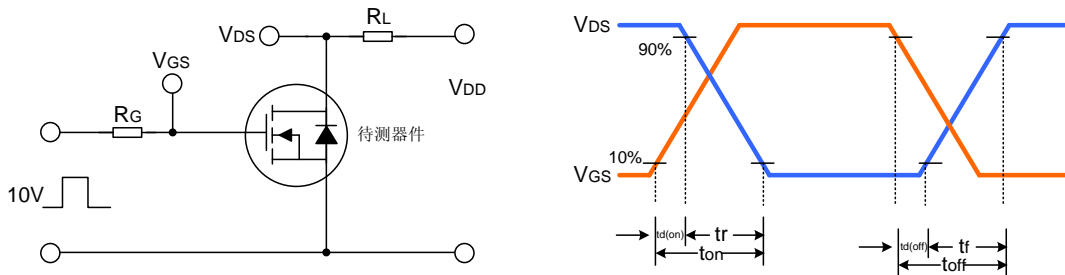 VDS
RL
VGS
VDD
RG
待测器件
10V
VDS
90%
10%
VGS
td(on)
tr
ton
td(off)
tf
toff